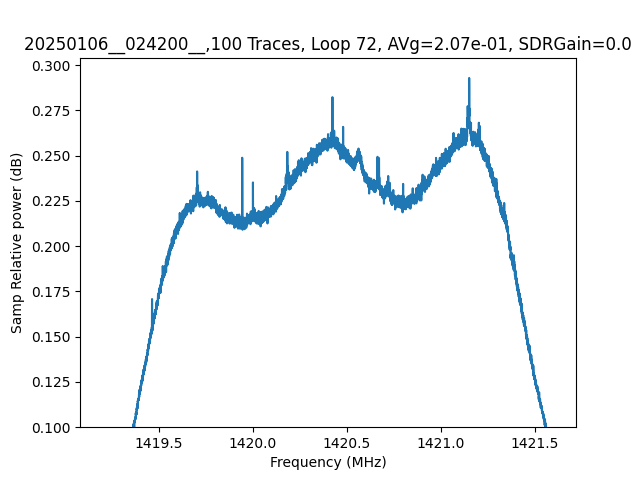 20250106__024200__,100 Traces, Loop 72, AVg=2.07e-01, SDRGain=0.0
0.300
0.275
0.250
0.225
0.200
0.175
0.150
0.125
0.100
Samp Relative power (dB)
1419.5 1420.0 1420.5 1421.0 1421.5
Frequency (MHz)